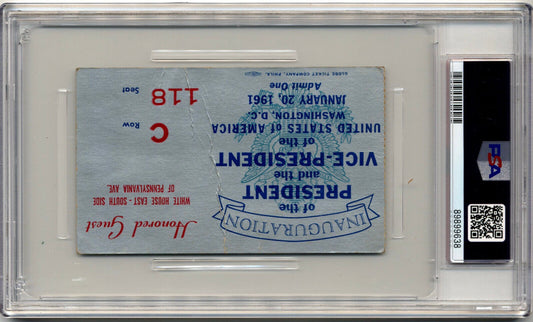 INAUGURATION
of the
PRESIDENT
and the
VICE-PRESIDENT
of the
UNITED STATES of AMERICA
WASHINGTON, D.C.
JANUARY 20, 1961
Admit One
GLOBE TICKET COMPANY, PHILA.
Honored Guest
WHITE HOUSE EAST - SOUTH SIDE
OF PENNSYLVANIA AVE.
Row
C
118
Seat
PSA
89899638